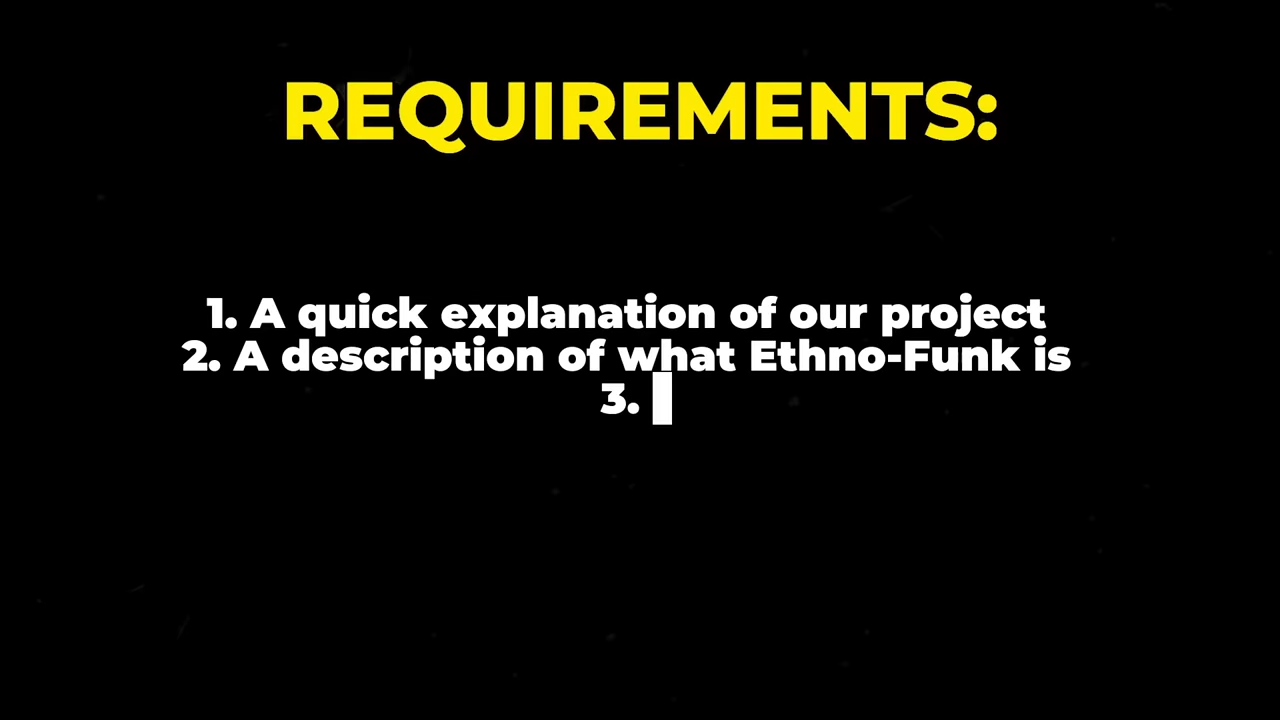 REQUIREMENTS:
1. A quick explanation of our project
2. A description of what Ethno-Funk is
3.